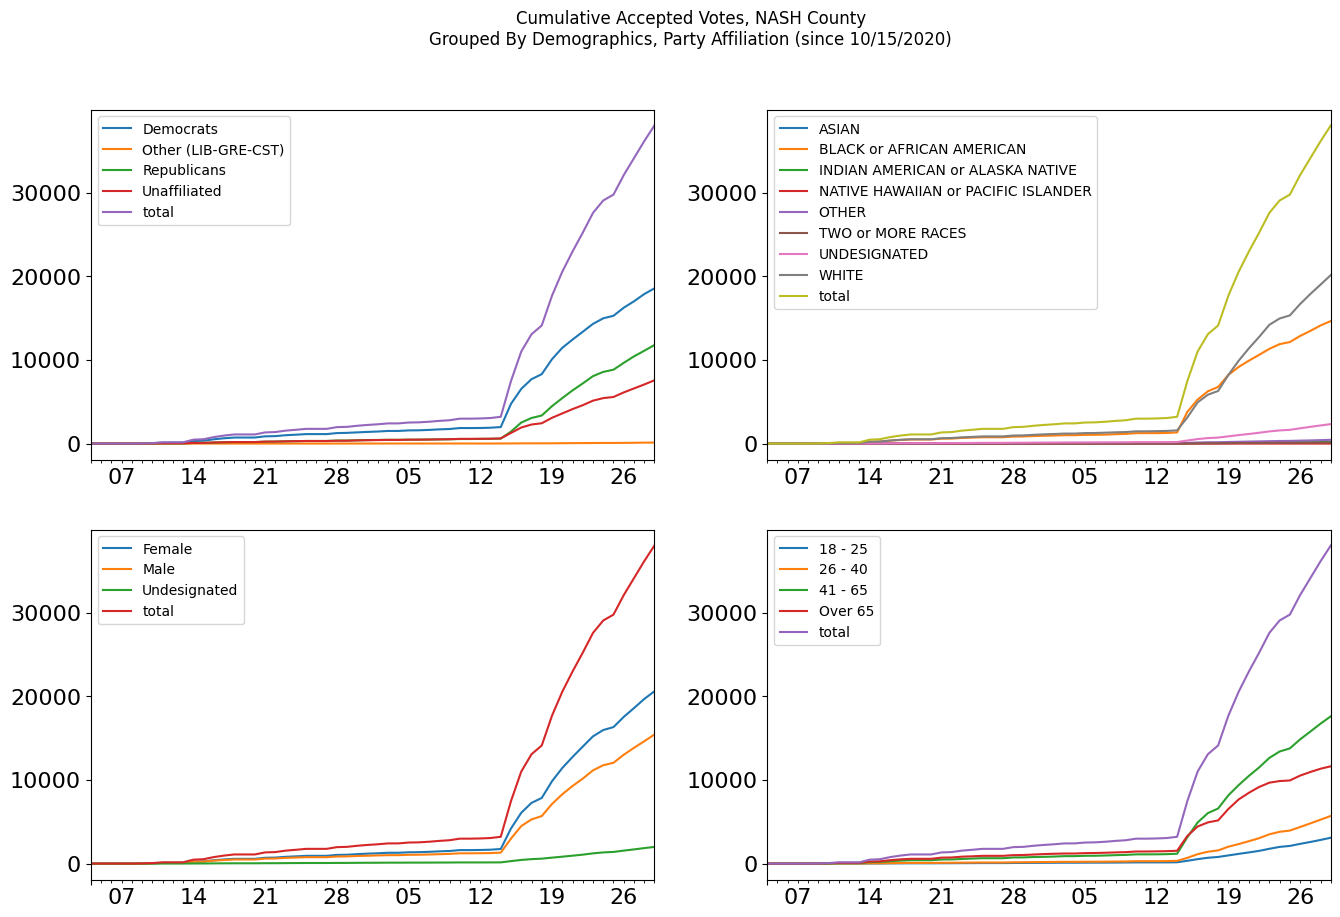 Cumulative Accepted Votes, NASH County
Grouped By Demographics, Party Affiliation (since 10/15/2020)
Democrats
Other (LIB-GRE-CST)
Republicans
Unaffiliated
total
30000
20000
10000
0
07 14 21 28 05 12 19 26
ASIAN
BLACK or AFRICAN AMERICAN
INDIAN AMERICAN or ALASKA NATIVE
NATIVE HAWAIIAN or PACIFIC ISLANDER
OTHER
TWO or MORE RACES
UNDESIGNATED
WHITE
total
30000
20000
10000
0
07 14 21 28 05 12 19 26
Female
Male
Undesignated
total
30000
20000
10000
0
07 14 21 28 05 12 19 26
18 - 25
26 - 40
41 - 65
Over 65
total
30000
20000
10000
0
07 14 21 28 05 12 19 26